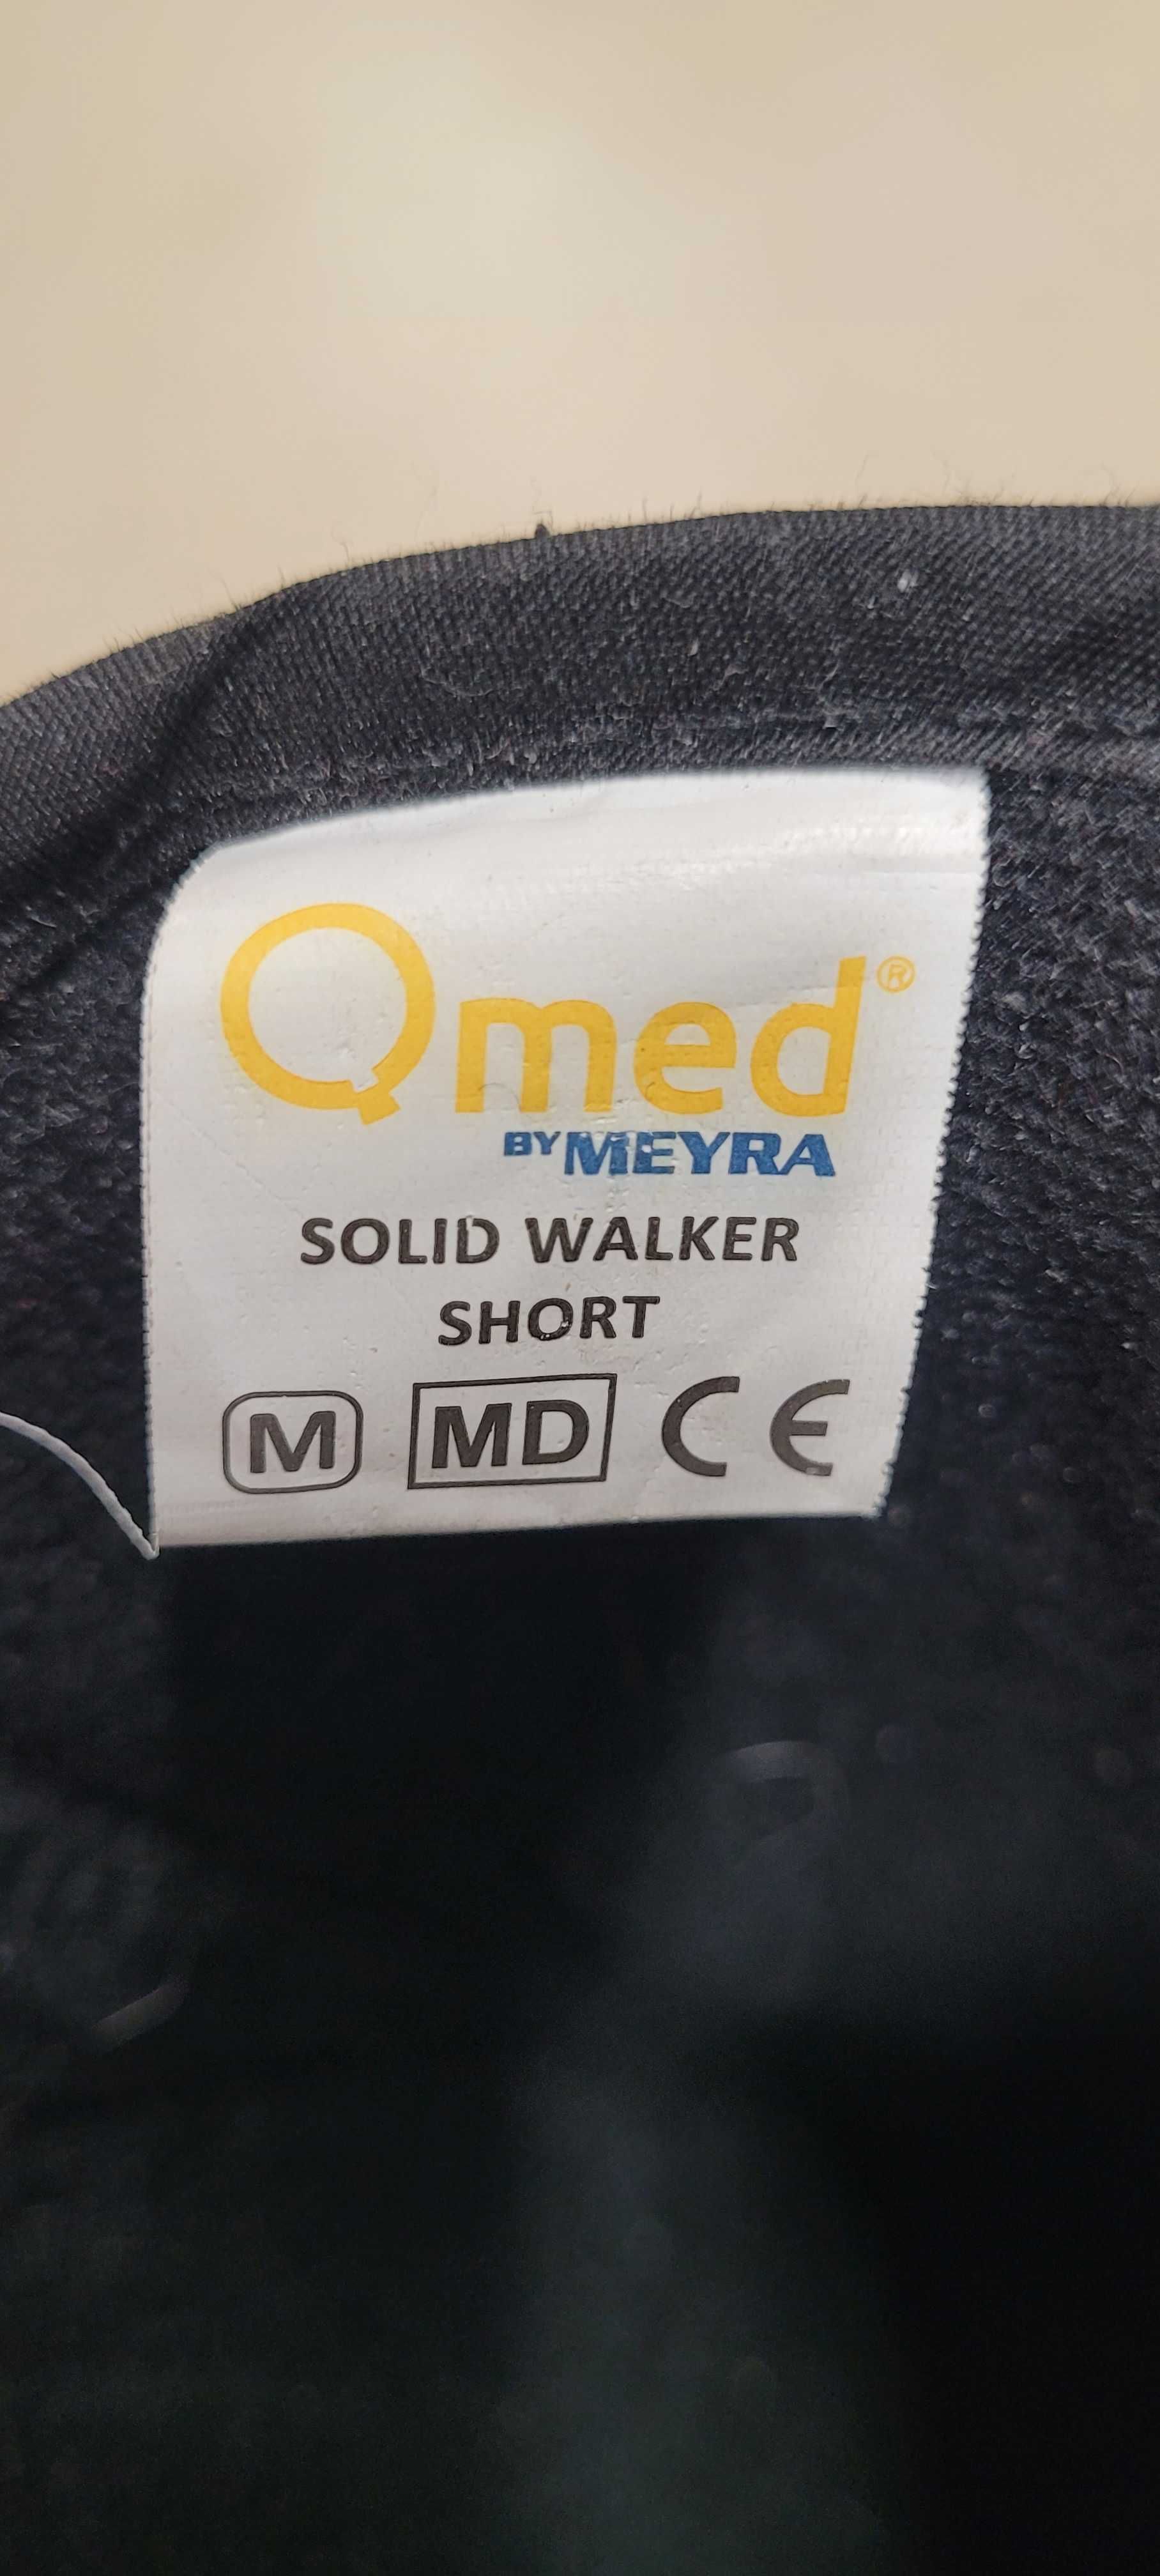 Qmed®
BY MEYRA
SOLID WALKER
SHORT
M MD CE